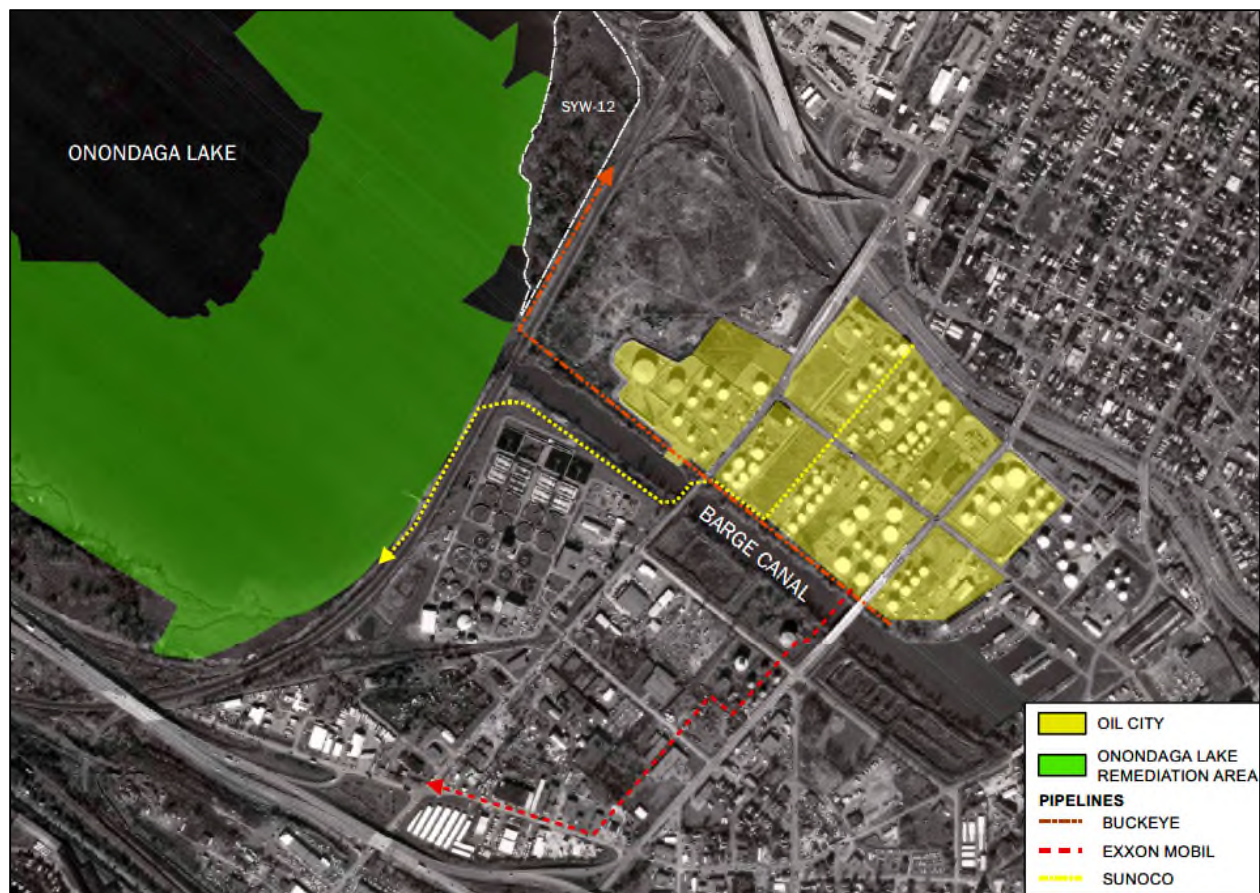 SYW-12
ONONDAGA LAKE
BARGE CANAL
OIL CITY
ONONDAGA LAKE
REMEDIATION AREA
PIPELINES
BUCKEYE
EXXON MOBIL
SUNOCO